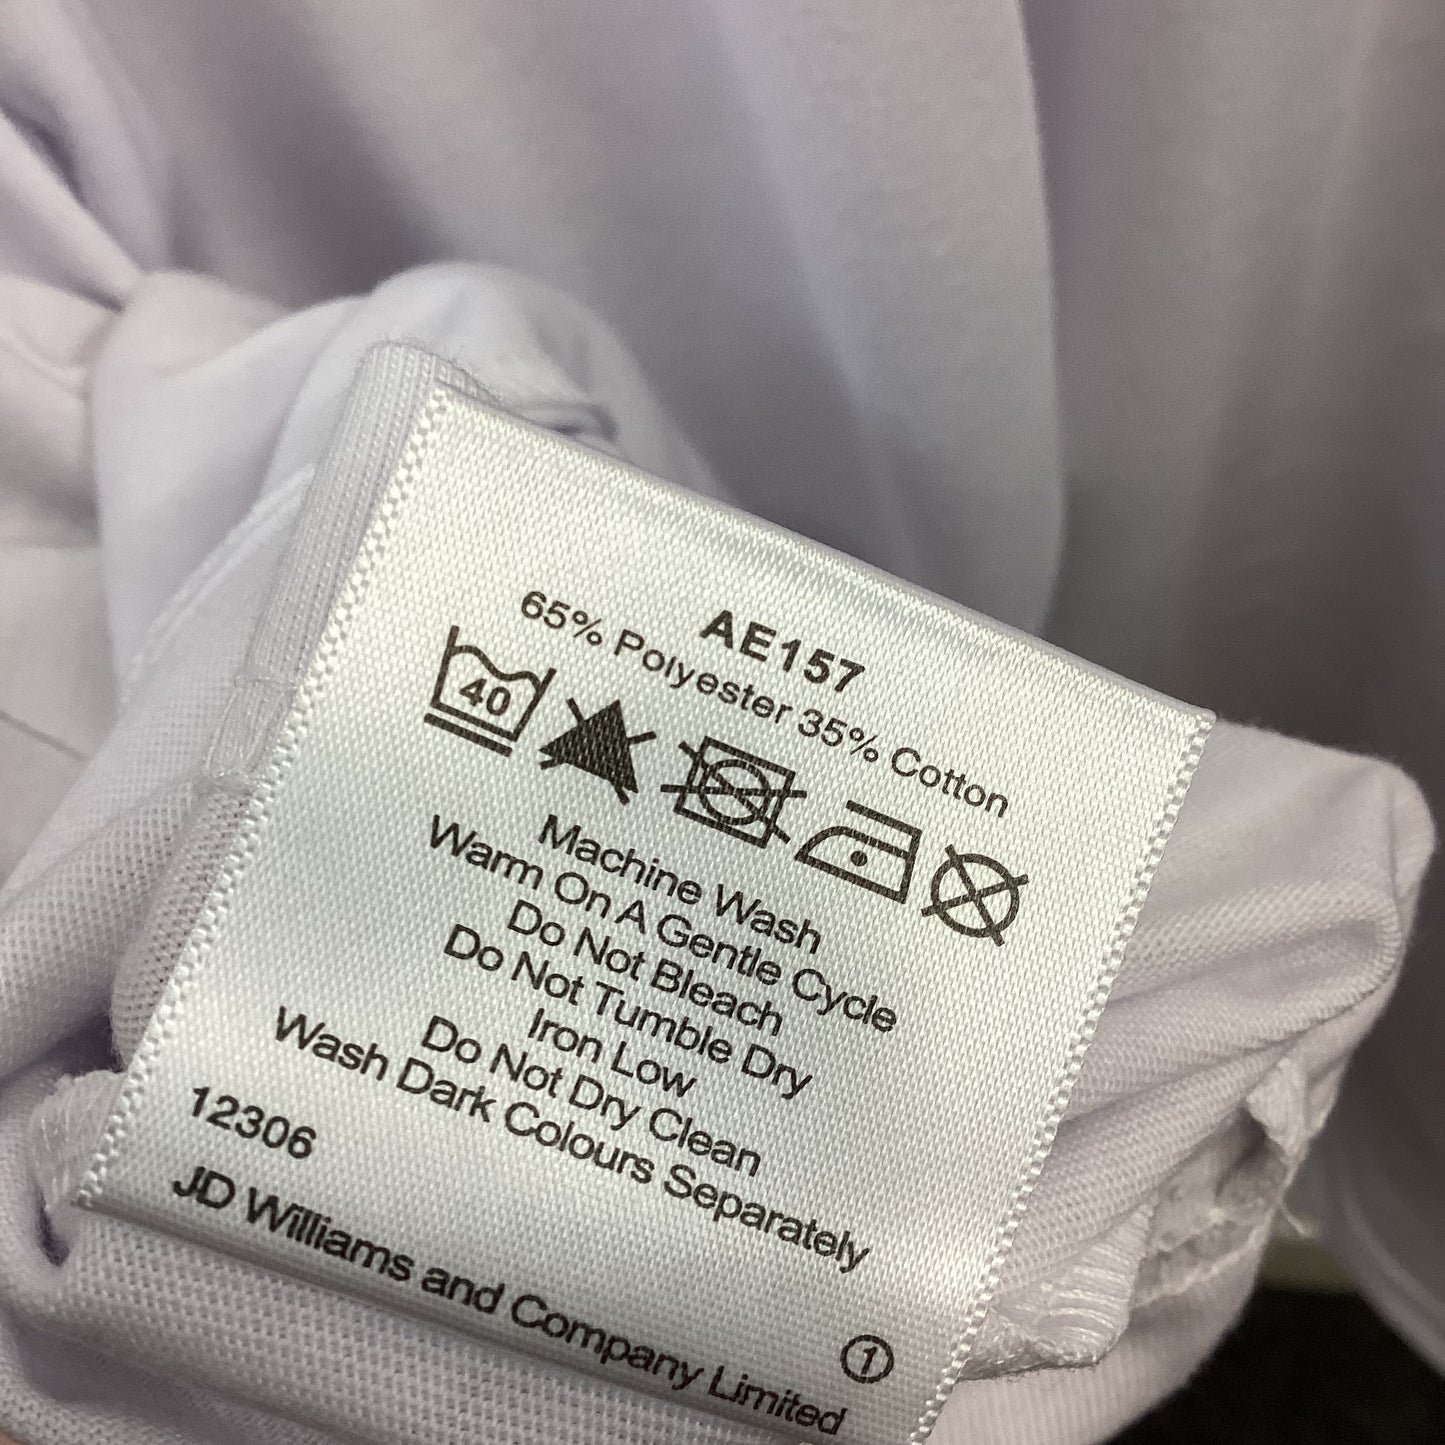 AE157
65% Polyester 35% Cotton
40
Machine Wash
Warm On A Gentle Cycle
Do Not Bleach
Do Not Tumble Dry
Iron Low
Do Not Dry Clean
Wash Dark Colours Separately
12306
JD Williams and Company Limited
1